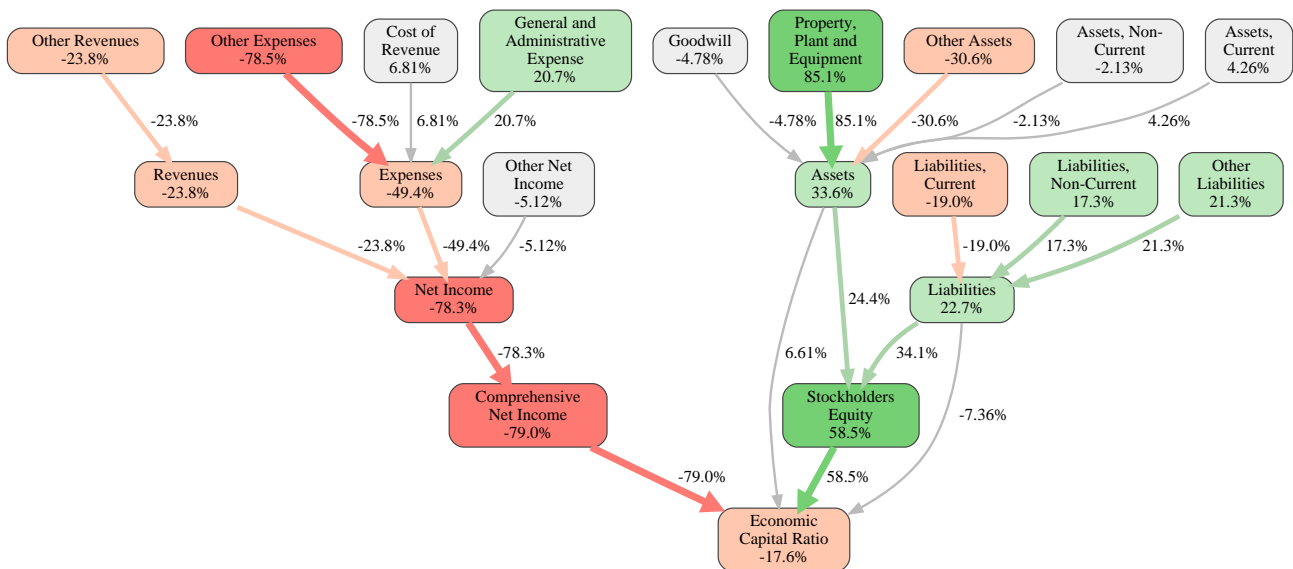 Other Revenues
-23.8%
Other Expenses
-78.5%
Cost of
Revenue
6.81%
General and
Administrative
Expense
20.7%
Goodwill
-4.78%
Property,
Plant and
Equipment
85.1%
Other Assets
-30.6%
Assets, Non-
Current
-2.13%
Assets,
Current
4.26%
-23.8%
-78.5%
6.81%
20.7%
-4.78%
85.1%
-30.6%
-2.13%
4.26%
Revenues
-23.8%
Expenses
-49.4%
Other Net
Income
-5.12%
Assets
33.6%
Liabilities,
Current
-19.0%
Liabilities,
Non-Current
17.3%
Other
Liabilities
21.3%
-23.8%
-49.4%
-5.12%
-19.0%
17.3%
21.3%
Net Income
-78.3%
24.4%
Liabilities
22.7%
-78.3%
6.61%
34.1%
Comprehensive
Net Income
-79.0%
Stockholders
Equity
58.5%
-7.36%
-79.0%
58.5%
Economic
Capital Ratio
-17.6%